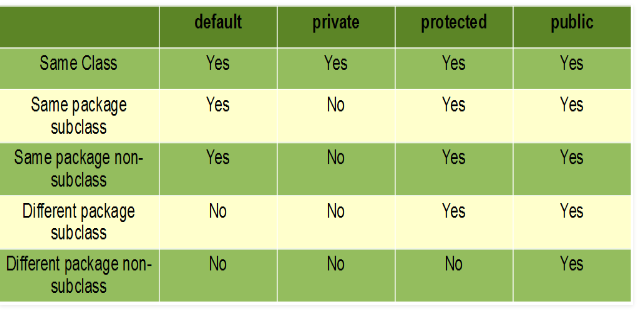 default private protected public
Same Class Yes Yes Yes Yes
Same package
subclass Yes No Yes Yes
Same package non-
subclass Yes No Yes Yes
Different package
subclass No No Yes Yes
Different package non-
subclass No No No Yes